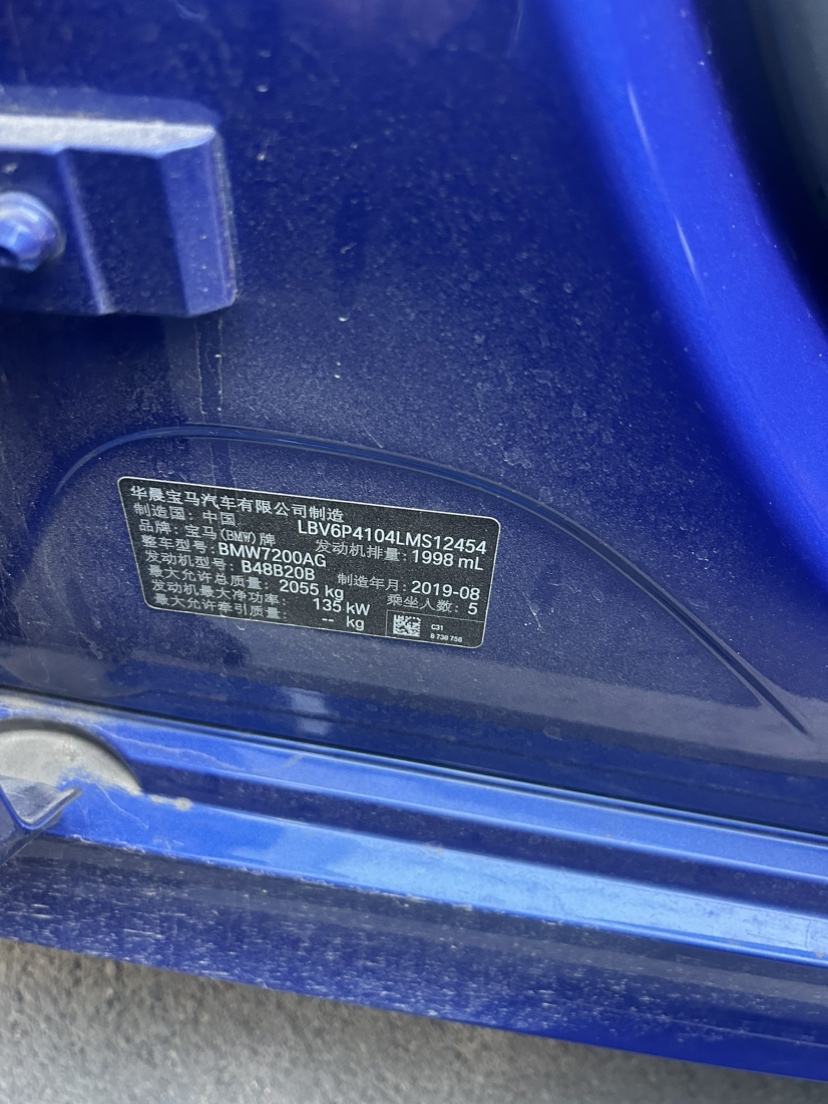 华晨宝马汽车有限公司制造
制造国: 中国 LBV6P4104LMS12454
品牌: 宝马(BMW)牌 发动机排量: 1998 mL
整车型号: BMW7200AG
发动机型号: B48B20B 制造年月: 2019-08
最大允许总质量: 2055 kg 乘坐人数: 5
发动机最大净功率: 135 kW
最大允许牵引质量: -- kg
C31
8 738 756